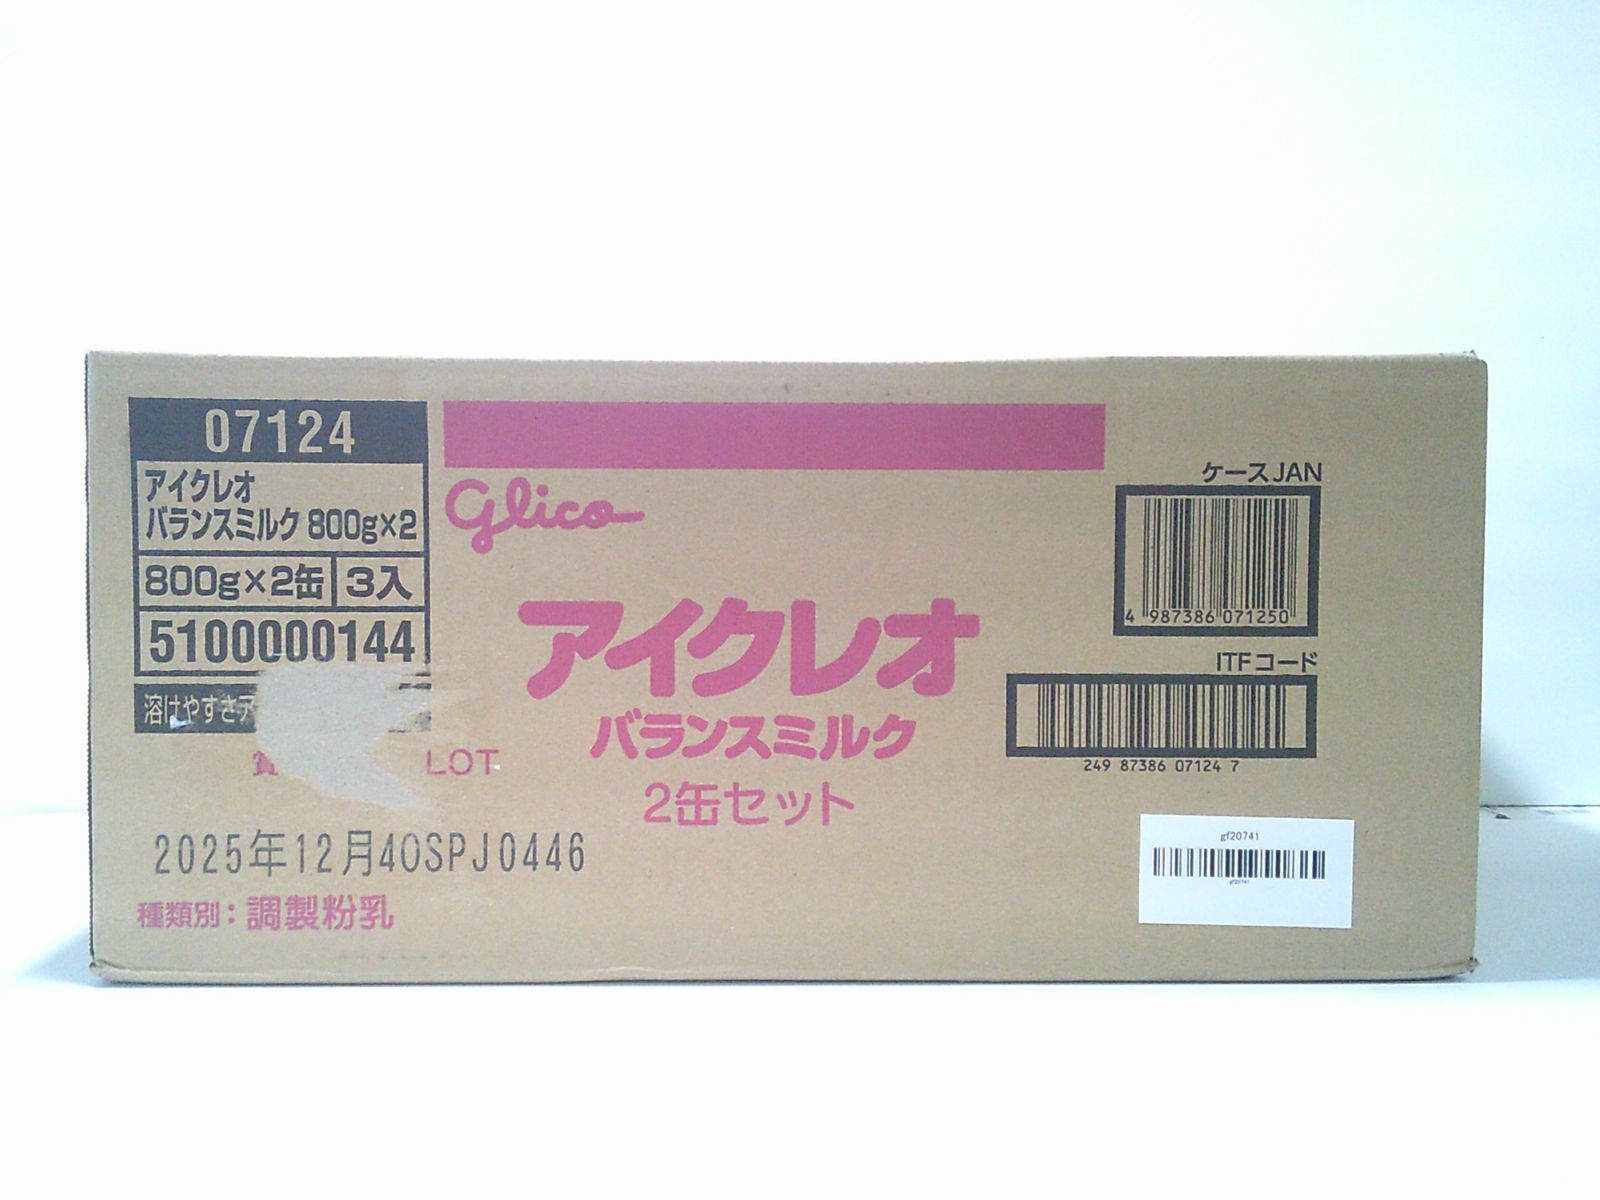 07124
アイクレオ
バランスミルク 800g×2
800g×2缶 3入
5100000144
溶けやすき
賞
LOT
2025年12月40SPJ0446
種類別：調製粉乳
Glico
アイクレオ
バランスミルク
2缶セット
ケースJAN
4 987386 071250
ITFコード
249 87386 07124 7
gf20741
gf20741